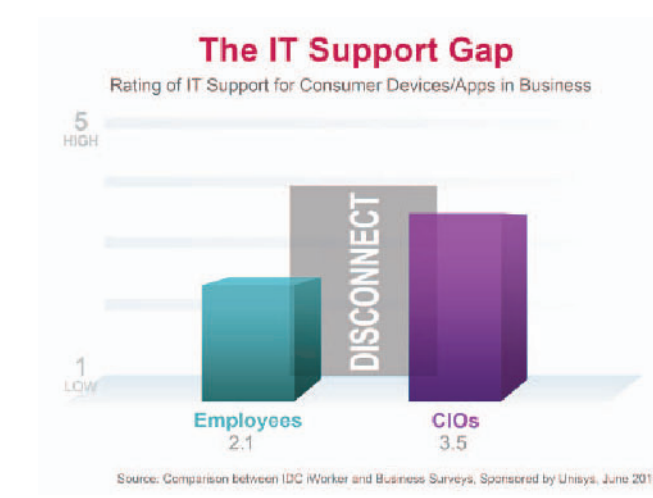 The IT Support Gap
Rating of IT Support for Consumer Devices/Apps in Business
5
HIGH
DISCONNECT
1
LOW
Employees
2.1
CIOs
3.5
Source: Comparison between IDC iWorker and Business Surveys, Sponsored by Unisys, June 201